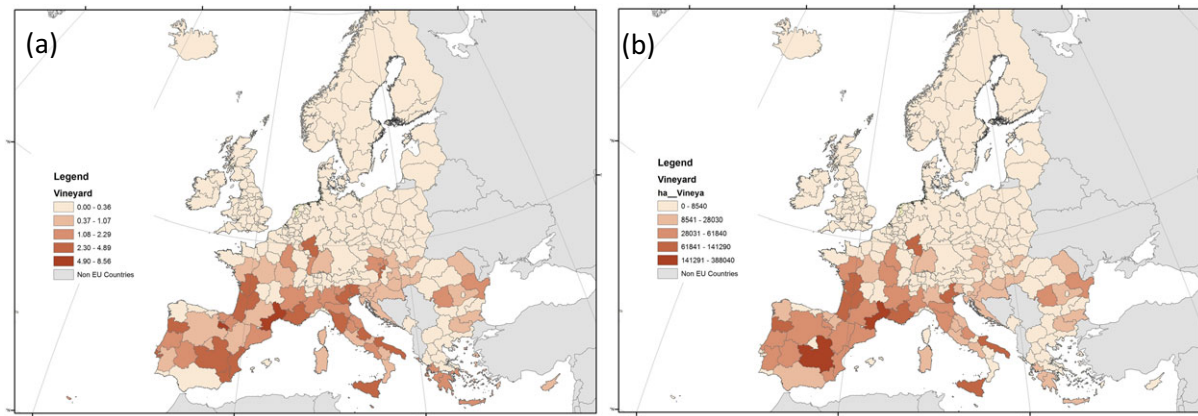 (a)
Legend
Vineyard
0.00 - 0.36
0.37 - 1.07
1.08 - 2.29
2.30 - 4.89
4.90 - 8.56
Non EU Countries
(b)
Legend
Vineyard
ha__Vineya
0 - 8540
8541 - 28030
28031 - 61840
61841 - 141290
141291 - 388040
Non EU Countries